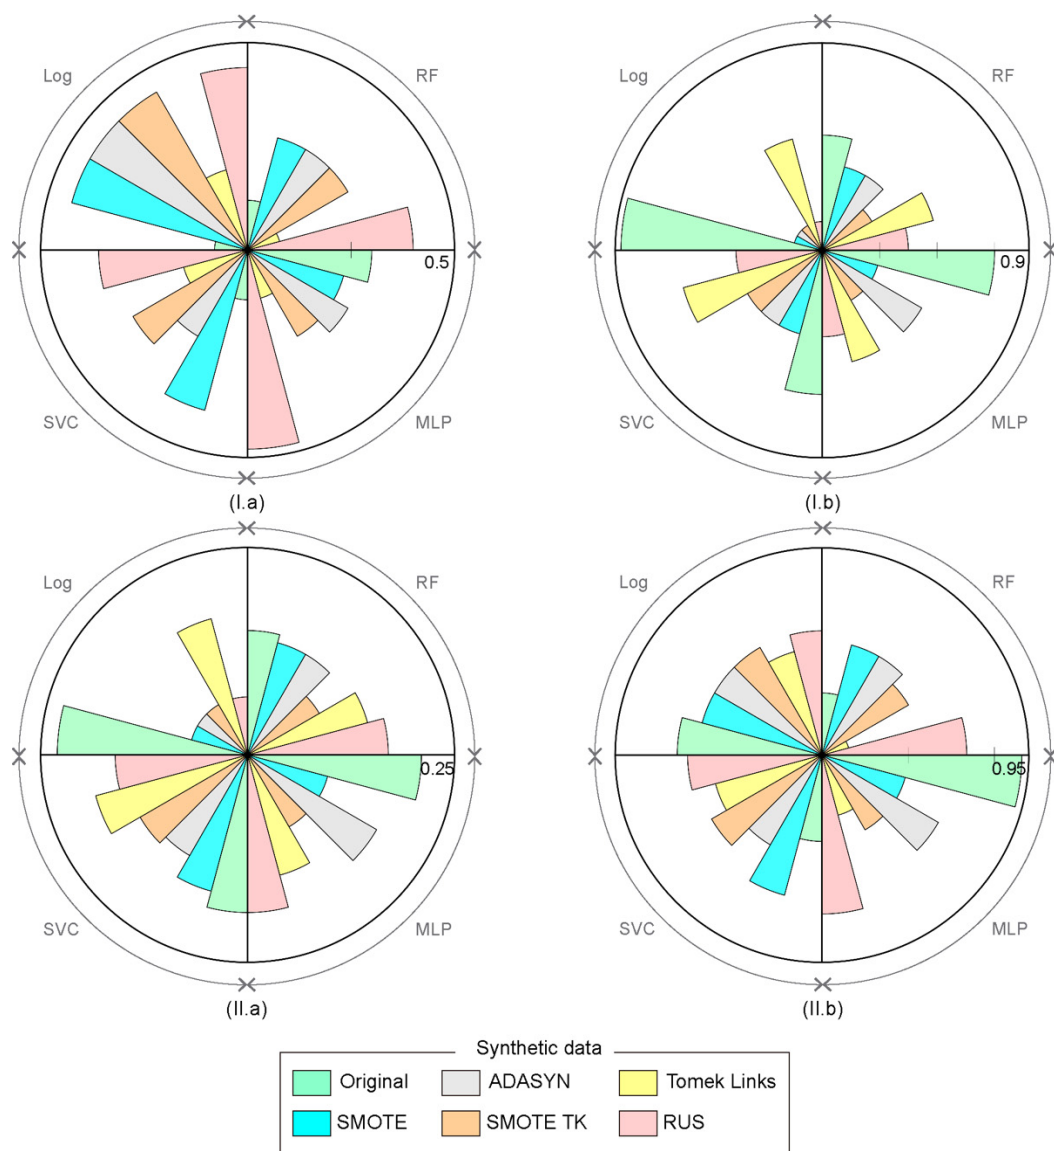 Log RF Log RF
0.5 0.9
SVC MLP SVC MLP
(I.a) (I.b)
Log RF Log RF
0.25 0.95
SVC MLP SVC MLP
(II.a) (II.b)
Synthetic data
Original ADASYN Tomek Links
SMOTE SMOTE TK RUS